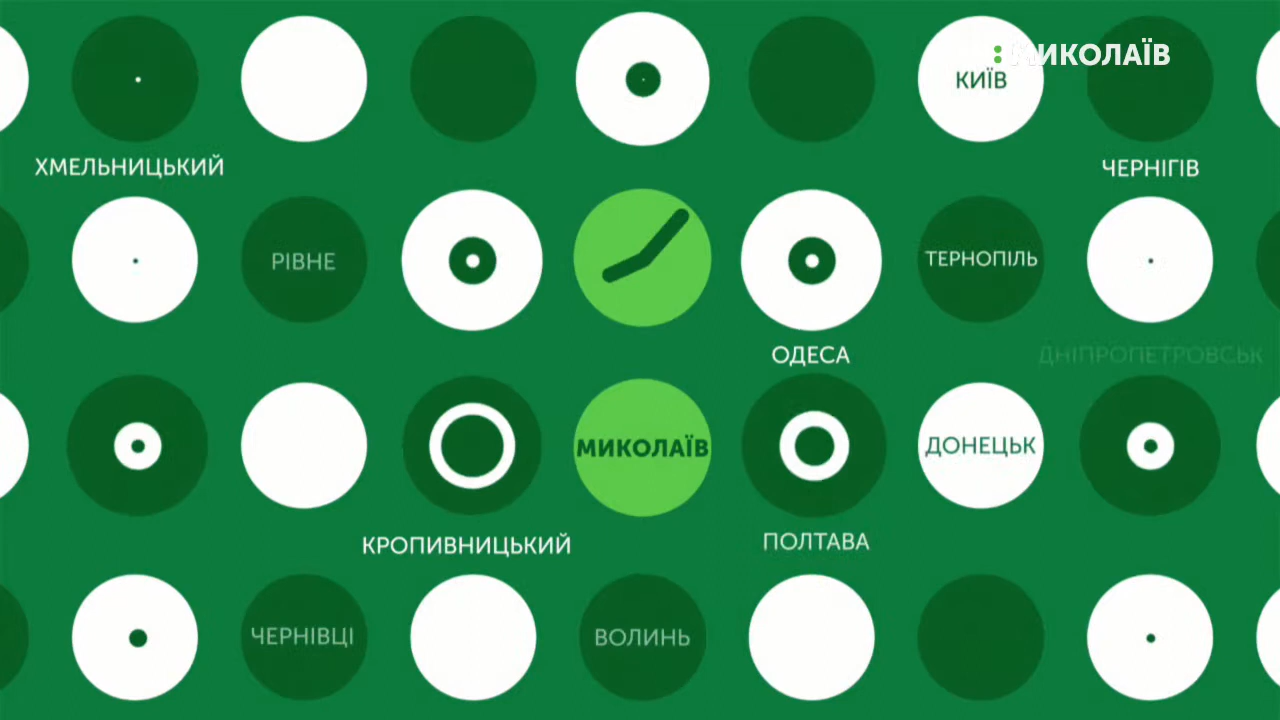 :МИКОЛАЇВ
КИЇВ
ХМЕЛЬНИЦЬКИЙ
ЧЕРНІГІВ
РІВНЕ
ТЕРНОПІЛЬ
ОДЕСА
ДНІПРОПЕТРОВСЬК
МИКОЛАЇВ
ДОНЕЦЬК
КРОПИВНИЦЬКИЙ
ПОЛТАВА
ЧЕРНІВЦІ
ВОЛИНЬ